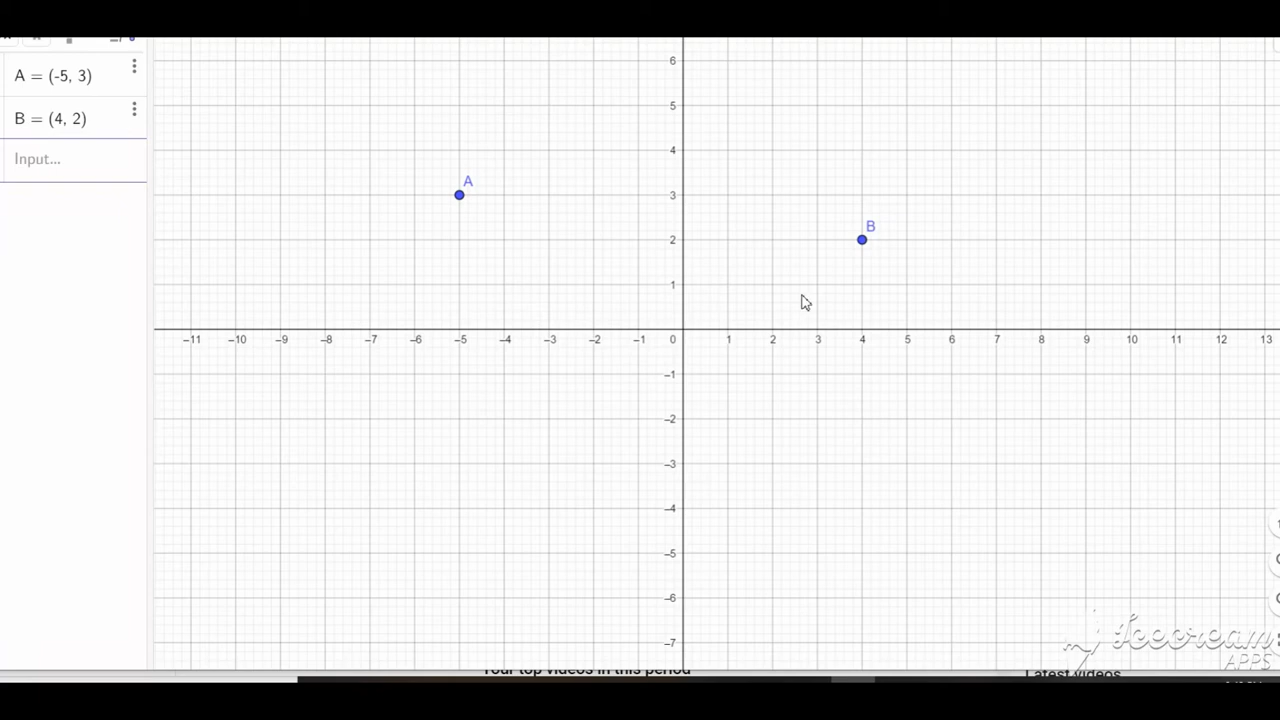 A = (-5, 3)
B = (4, 2)
Input...
A
B
6
5
4
3
2
1
–11 –10 –9 –8 –7 –6 –5 –4 –3 –2 –1 0 1 2 3 4 5 6 7 8 9 10 11 12 13
–1
–2
–3
–4
–5
–6
–7
Icecream
APPS
Your top videos in this period
Latest videos